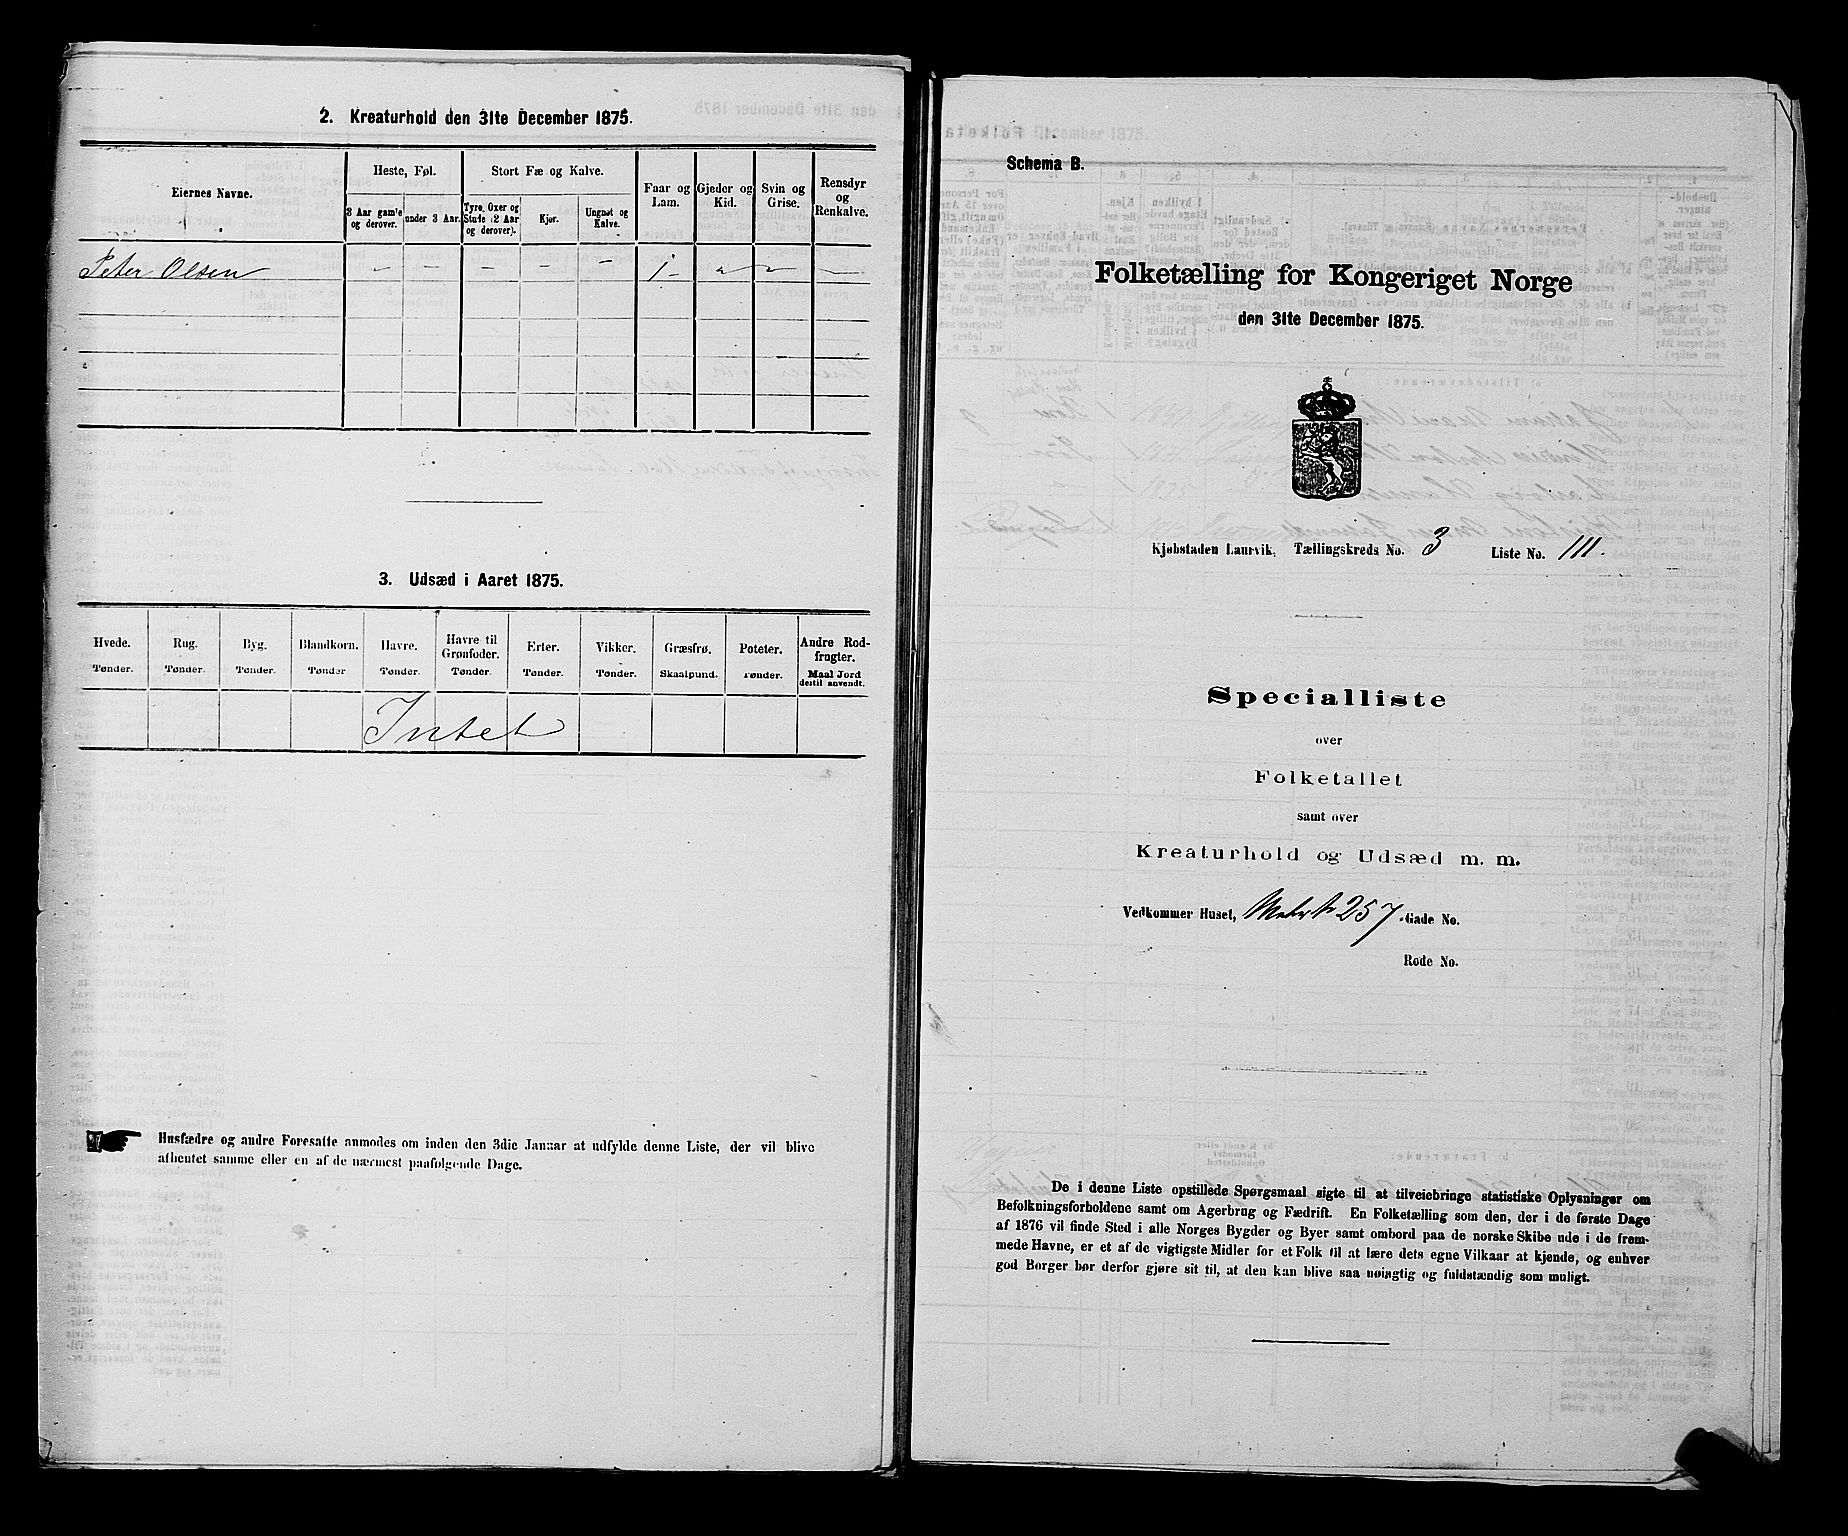 2. Kreaturhold den 31te December 1875.
Eiernes Navne.
Heste, Føl.
Stort Fæ og Kalve.
Faar og Lam.
Gjeder og Kid.
Svin og Grise.
Rensdyr og Renkalve.
3 Aar gam'e og derover.
under 3 Aar.
Tyre, Oxer og Stude (2 Aar og derover).
Kjør.
Ungnøt og Kalve.
Peter Olsen - - - - - 1 - - -
3. Udsæd i Aaret 1875.
Hvede. Rug. Byg. Blandkorn. Havre. Havre til Grønfoder. Erter. Vikker. Græsfrø. Poteter. Andre Rodfrugter.
Tønder. Tønder. Tønder. Tønder Tønder. Tønder. Tønder. Tønder. Skaalpund. Tønder. Maal Jord dertil anvendt.
Intet
Husfædre og andre Foresatte anmodes om inden den 3die Januar at udfylde denne Liste, der vil blive
afhentet samme eller en af de nærmest paafølgende Dage.
Schema B.
Folketælling for Kongeriget Norge
den 31te December 1875.
Kjøbstaden Laurvik, Tællingskreds No. 3 Liste No. 111.
Specialliste
over
Folketallet
samt over
Kreaturhold og Udsæd m. m.
Vedkommer Huset, Matr № 257 Gade No.
Rode No.
De i denne Liste opstillede Spørgsmaal sigte til at tilveiebringe statistiske Oplysninger om
Befolkningsforholdene samt om Agerbrug og Fædrift. En Folketælling som den, der i de første Dage
af 1876 vil finde Sted i alle Norges Bygder og Byer samt ombord paa de norske Skibe ude i de frem-
mede Havne, er et af de vigtigste Midler for et Folk til at lære dets egne Vilkaar at kjende, og enhver
god Borger bør derfor gjøre sit til, at den kan blive saa nøiagtig og fuldstændig som muligt.